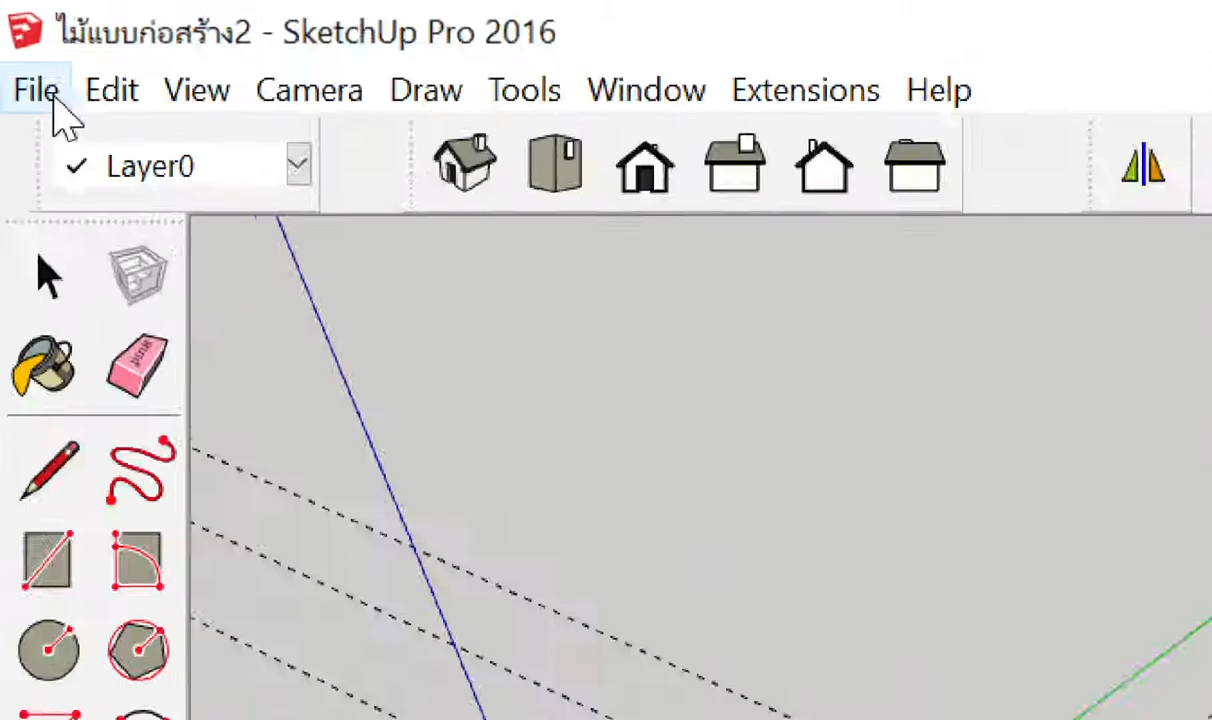 ไม้แบบก่อสร้าง2 - SketchUp Pro 2016
File Edit View Camera Draw Tools Window Extensions Help
Layer0